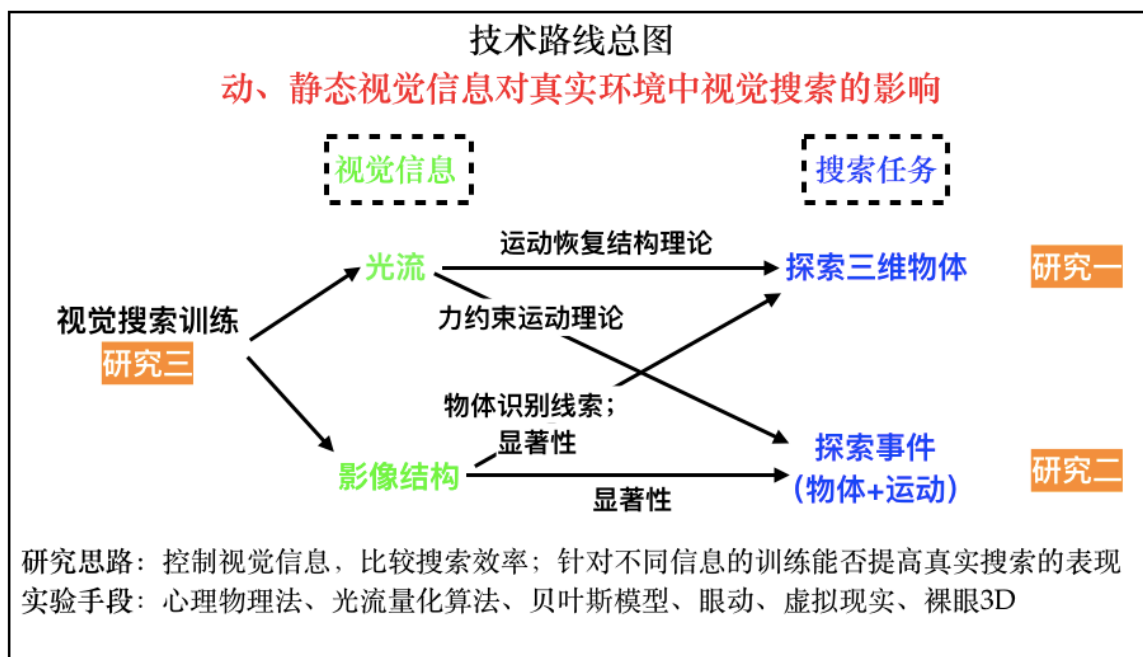 技术路线总图
动、静态视觉信息对真实环境中视觉搜索的影响
视觉信息
搜索任务
运动恢复结构理论
光流
探索三维物体
研究一
力约束运动理论
视觉搜索训练
研究三
物体识别线索；
显著性
探索事件
(物体+运动)
影像结构
研究二
显著性
研究思路：控制视觉信息，比较搜索效率；针对不同信息的训练能否提高真实搜索的表现
实验手段：心理物理法、光流量化算法、贝叶斯模型、眼动、虚拟现实、裸眼3D